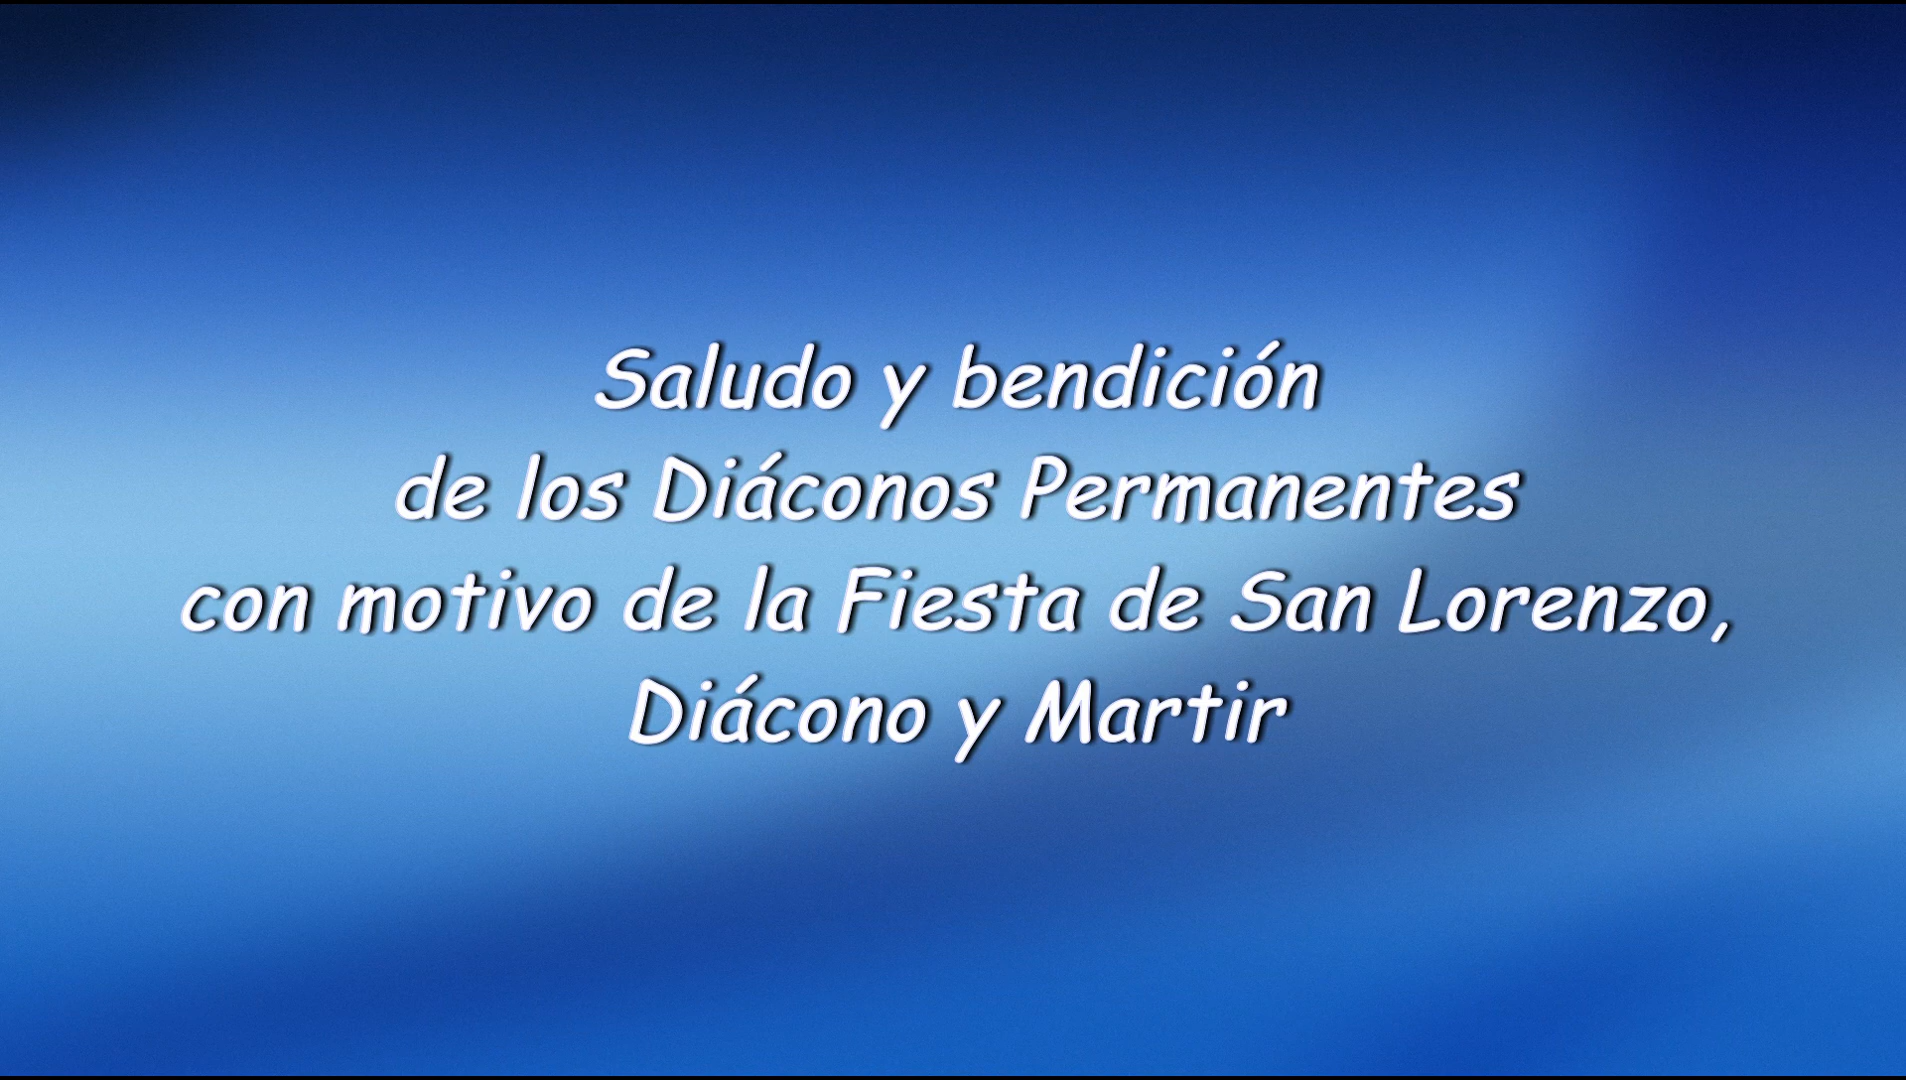 Saludo y bendición
de los Diáconos Permanentes
con motivo de la Fiesta de San Lorenzo,
Diácono y Martir